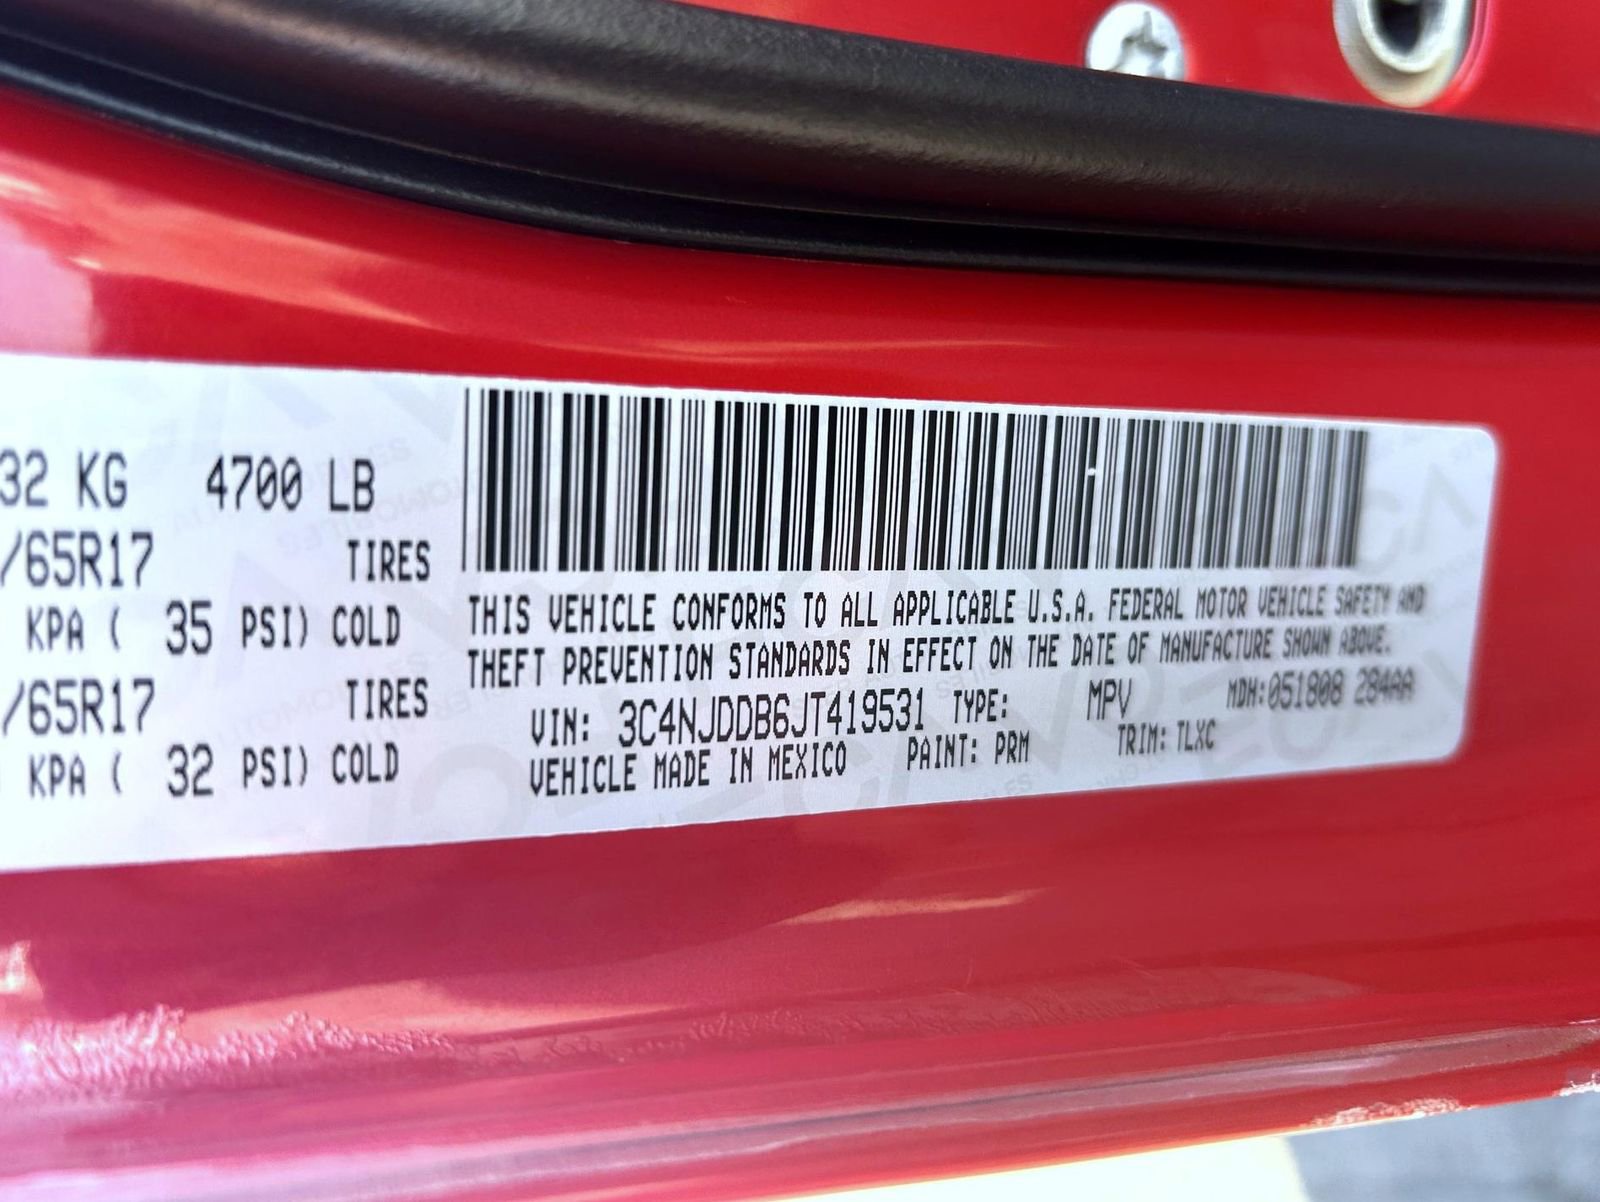 32 KG 4700 LB
/65R17 TIRES
KPA ( 35 PSI) COLD
/65R17 TIRES
KPA ( 32 PSI) COLD
THIS VEHICLE CONFORMS TO ALL APPLICABLE U.S.A. FEDERAL MOTOR VEHICLE SAFETY AND
THEFT PREVENTION STANDARDS IN EFFECT ON THE DATE OF MANUFACTURE SHOWN ABOVE.
VIN: 3C4NJDDB6JT419531 TYPE: MPV MDH:051808 284AA
VEHICLE MADE IN MEXICO PAINT: PRM TRIM: TLXC